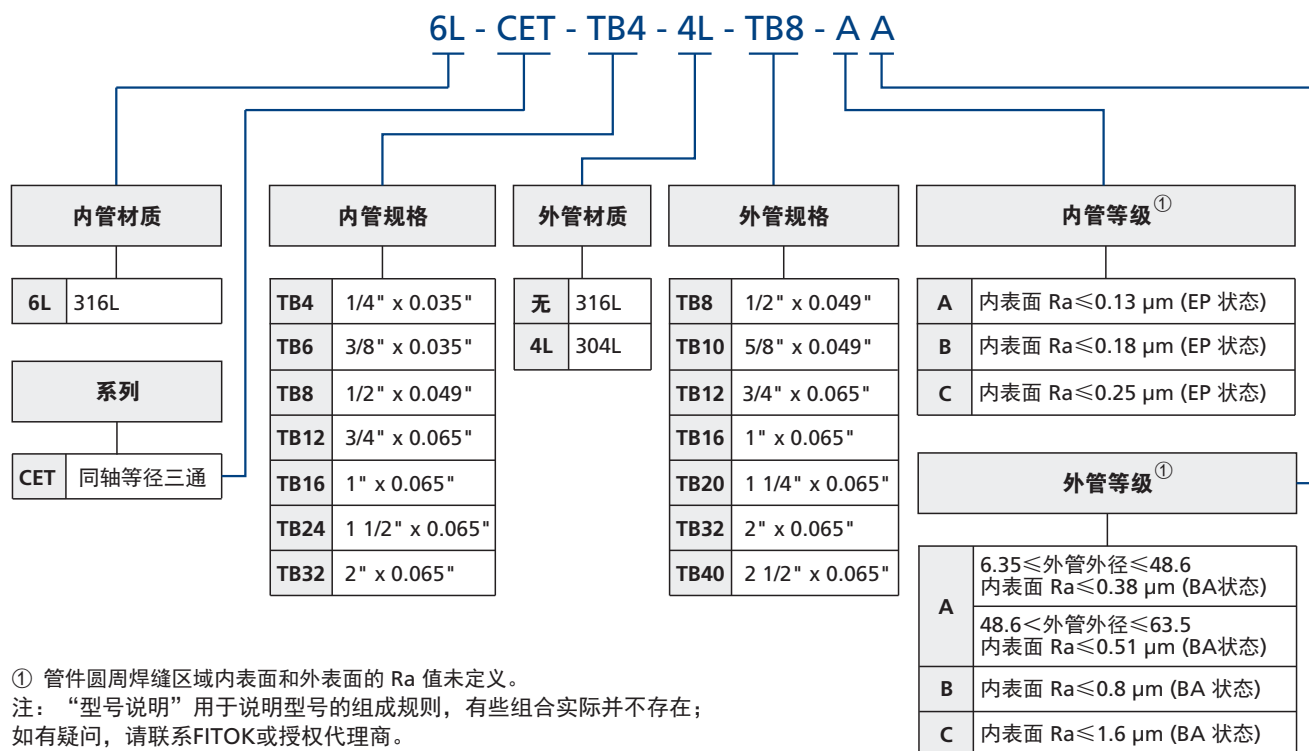 6L - CET - TB4 - 4L - TB8 - A A
内管材质
6L 316L
系列
CET 同轴等径三通
内管规格
TB4 1/4" x 0.035"
TB6 3/8" x 0.035"
TB8 1/2" x 0.049"
TB12 3/4" x 0.065"
TB16 1" x 0.065"
TB24 1 1/2" x 0.065"
TB32 2" x 0.065"
外管材质
无 316L
4L 304L
外管规格
TB8 1/2" x 0.049"
TB10 5/8" x 0.049"
TB12 3/4" x 0.065"
TB16 1" x 0.065"
TB20 1 1/4" x 0.065"
TB32 2" x 0.065"
TB40 2 1/2" x 0.065"
内管等级①
A 内表面 Ra≤0.13 μm (EP 状态)
B 内表面 Ra≤0.18 μm (EP 状态)
C 内表面 Ra≤0.25 μm (EP 状态)
外管等级①
A
6.35≤外管外径≤48.6
内表面 Ra≤0.38 μm (BA状态)
48.6<外管外径≤63.5
内表面 Ra≤0.51 μm (BA状态)
B 内表面 Ra≤0.8 μm (BA 状态)
C 内表面 Ra≤1.6 μm (BA 状态)
① 管件圆周焊缝区域内表面和外表面的 Ra 值未定义。
注：“型号说明”用于说明型号的组成规则，有些组合实际并不存在；
如有疑问，请联系FITOK或授权代理商。